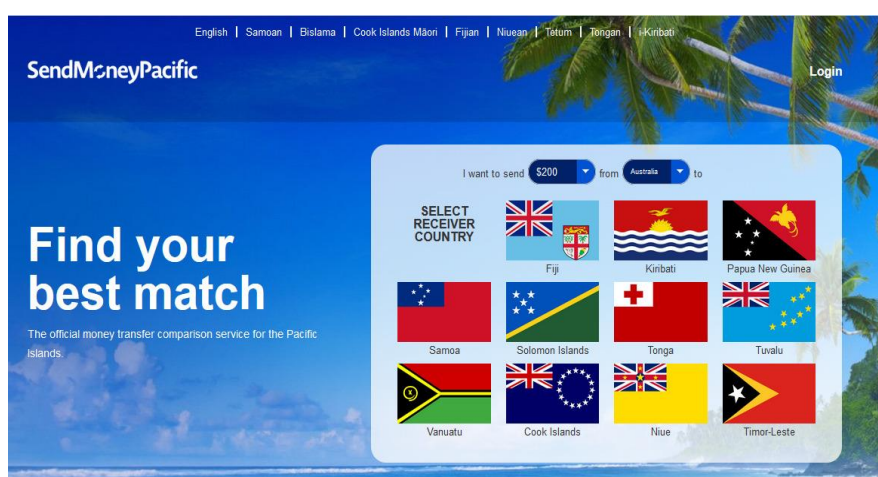 English | Samoan | Bislama | Cook Islands Māori | Fijian | Niuean | Tetum | Tongan | i-Kiribati
SendMoneyPacific
Login
I want to send $200 from Australia to
SELECT
RECEIVER
COUNTRY
Fiji
Kiribati
Papua New Guinea
Find your
best match
The official money transfer comparison service for the Pacific
Islands.
Samoa
Solomon Islands
Tonga
Tuvalu
Vanuatu
Cook Islands
Niue
Timor-Leste